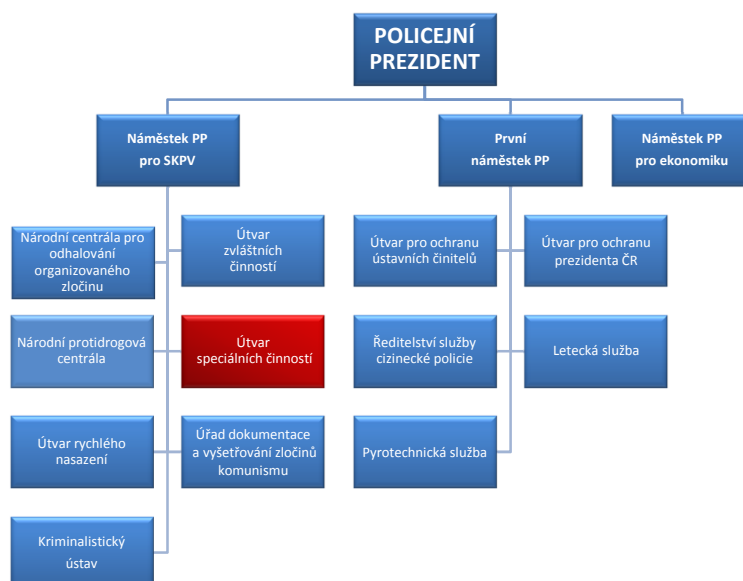 POLICEJNÍ
PREZIDENT
Náměstek PP
pro SKPV
První
náměstek PP
Náměstek PP
pro ekonomiku
Národní centrála pro
odhalování
organizovaného
zločinu
Útvar
zvláštních
činností
Útvar pro ochranu
ústavních činitelů
Útvar pro ochranu
prezidenta ČR
Národní protidrogová
centrála
Útvar
speciálních činností
Ředitelství služby
cizinecké policie
Letecká služba
Útvar rychlého
nasazení
Úřad dokumentace
a vyšetřování zločinů
komunismu
Pyrotechnická služba
Kriminalistický
ústav